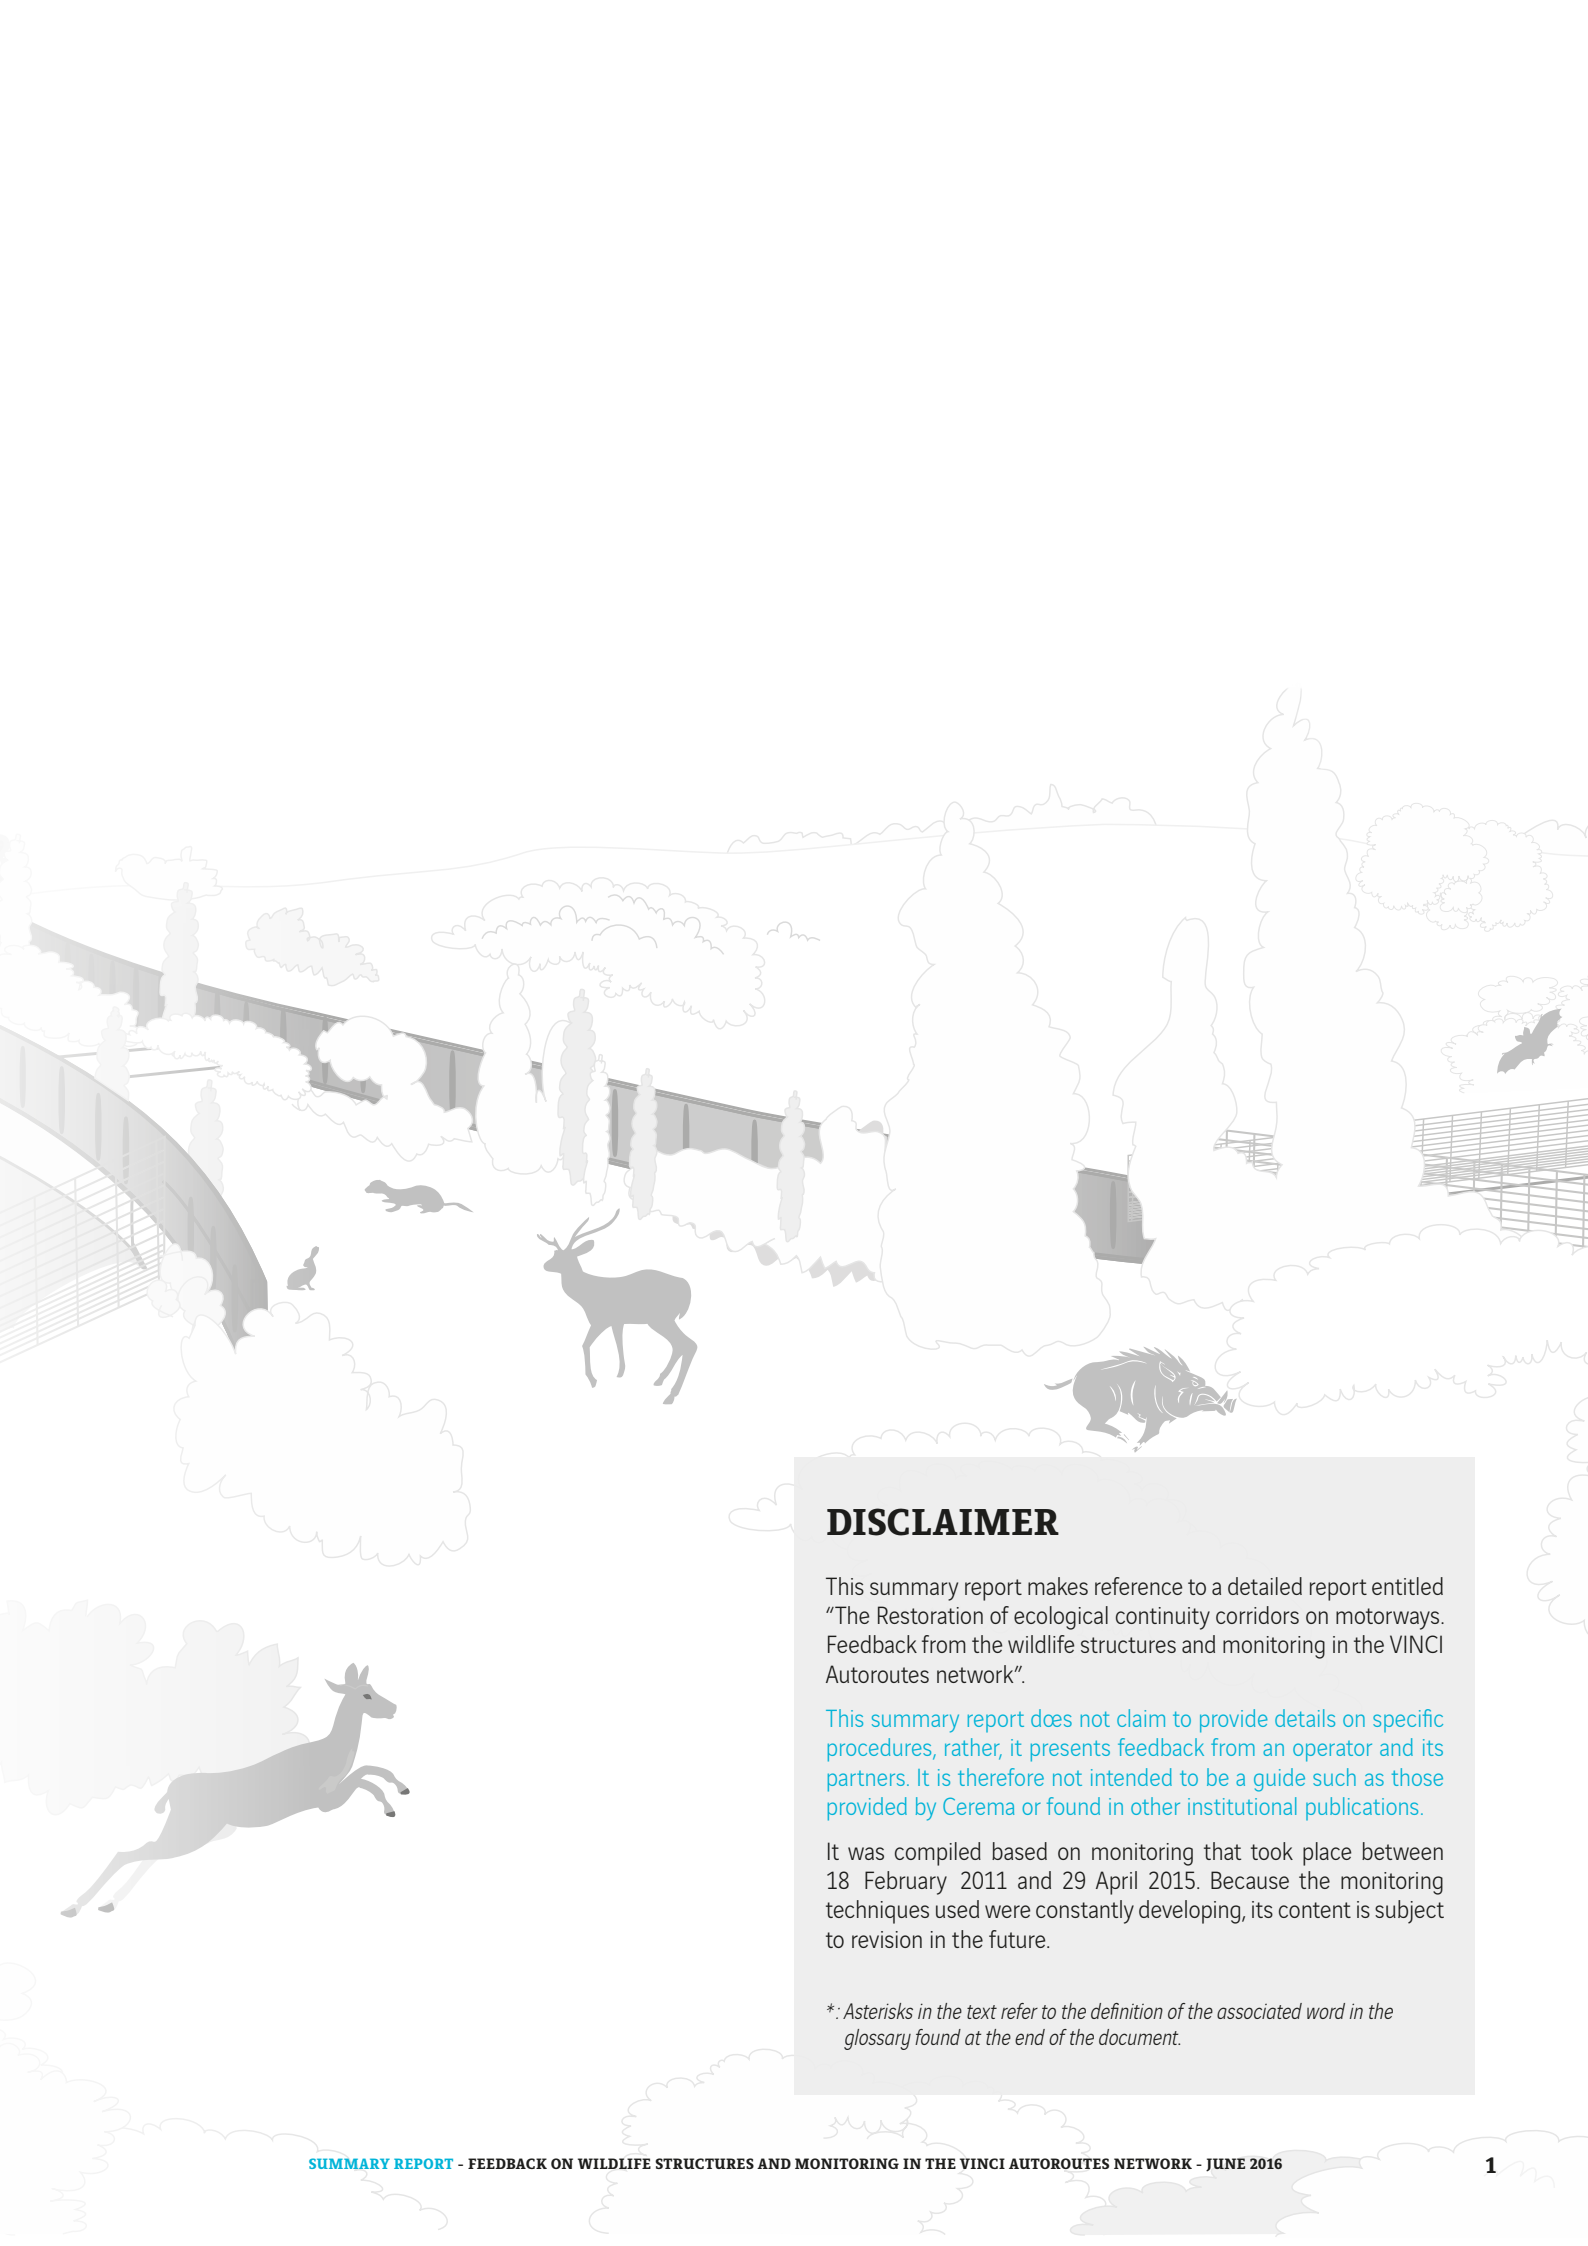 DISCLAIMER
This summary report makes reference to a detailed report entitled
“The Restoration of ecological continuity corridors on motorways.
Feedback from the wildlife structures and monitoring in the VINCI
Autoroutes network”.
This summary report dœs not claim to provide details on specific
procedures, rather, it presents feedback from an operator and its
partners. It is therefore not intended to be a guide such as those
provided by Cerema or found in other institutional publications.
It was compiled based on monitoring that took place between
18 February 2011 and 29 April 2015. Because the monitoring
techniques used were constantly developing, its content is subject
to revision in the future.
*: Asterisks in the text refer to the definition of the associated word in the
glossary found at the end of the document.
SUMMARY REPORT - FEEDBACK ON WILDLIFE STRUCTURES AND MONITORING IN THE VINCI AUTOROUTES NETWORK - JUNE 2016
1